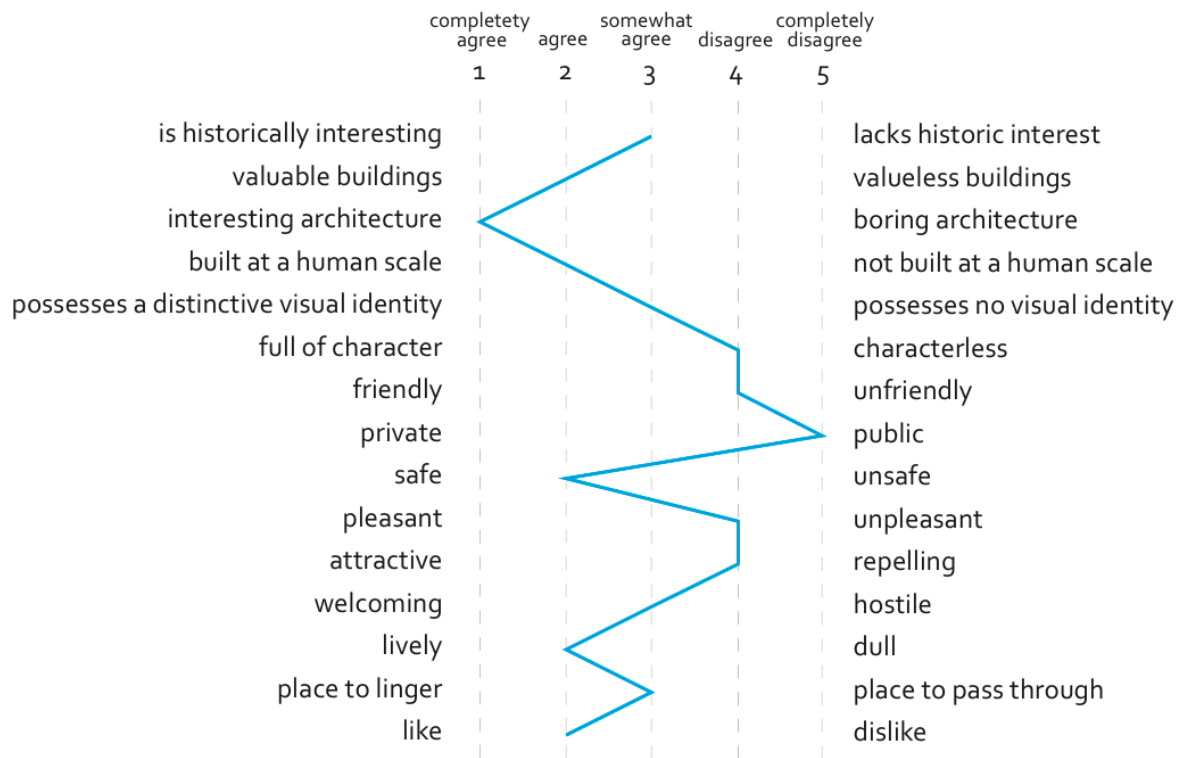 completety agree
agree
somewhat agree
disagree
completely disagree
1 2 3 4 5
is historically interesting lacks historic interest
valuable buildings valueless buildings
interesting architecture boring architecture
built at a human scale not built at a human scale
possesses a distinctive visual identity possesses no visual identity
full of character characterless
friendly unfriendly
private public
safe unsafe
pleasant unpleasant
attractive repelling
welcoming hostile
lively dull
place to linger place to pass through
like dislike